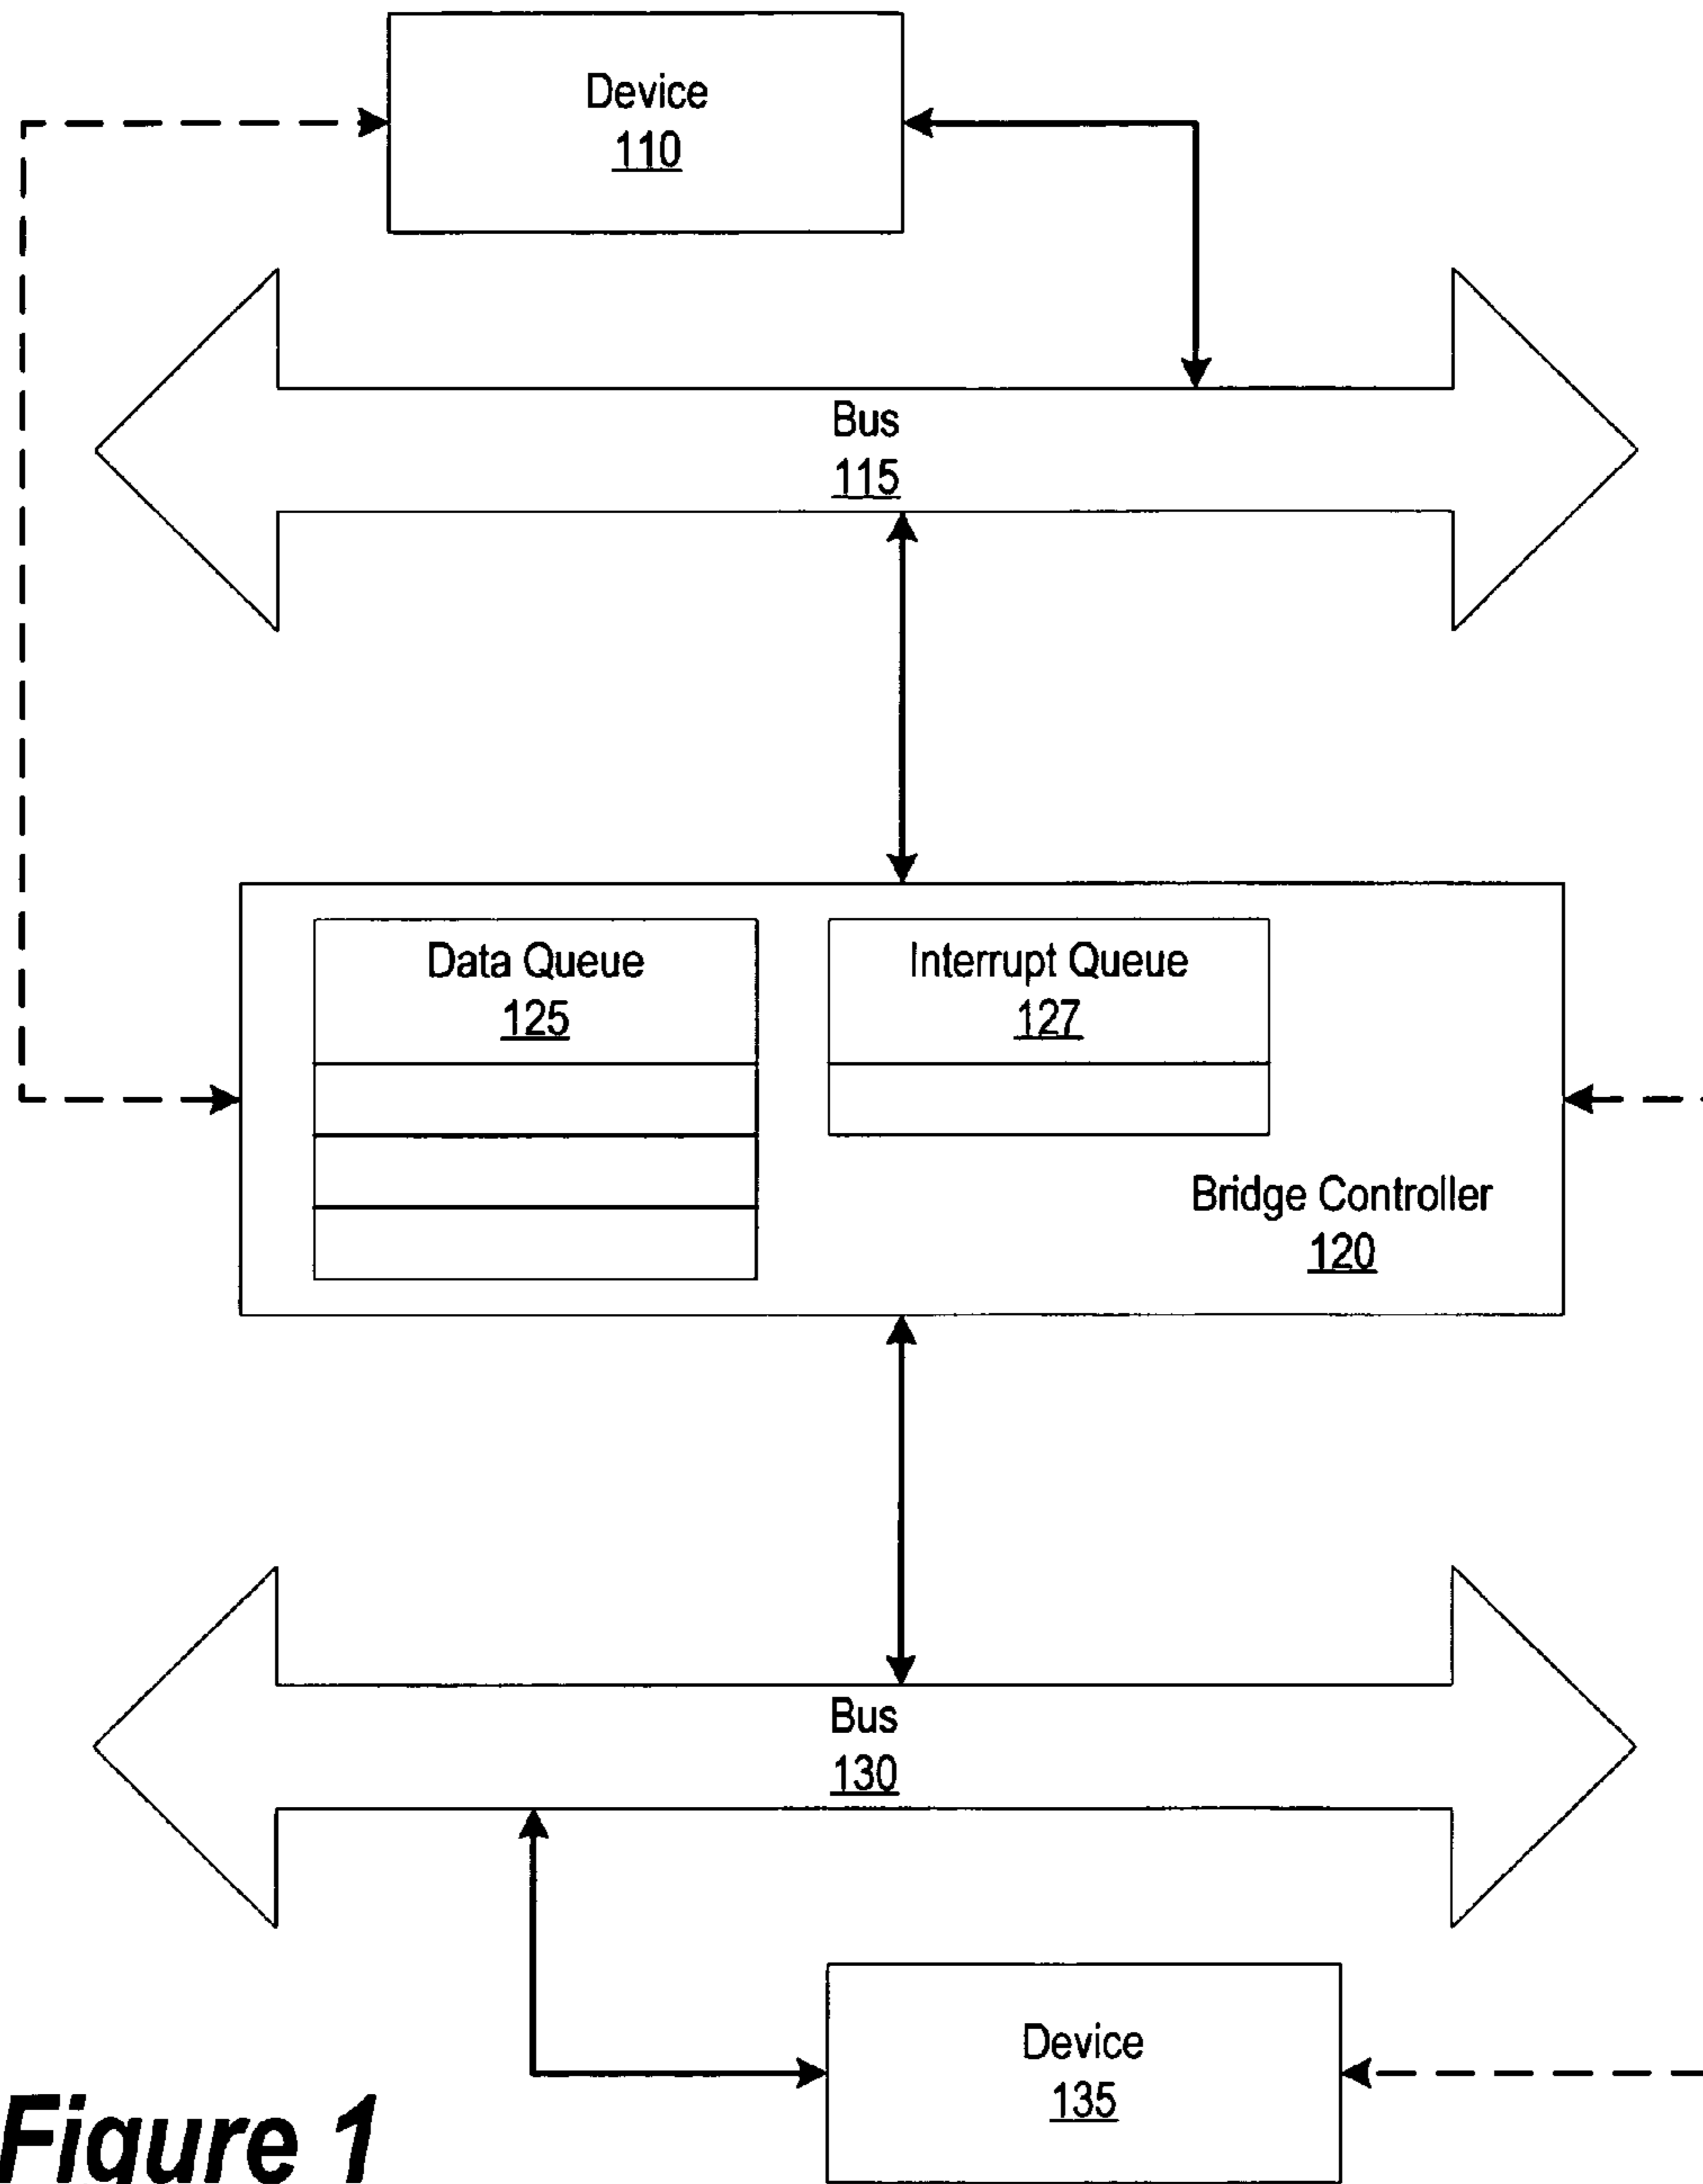 Device
110
Bus
115
Data Queue
125
Interrupt Queue
127
Bridge Controller
120
Bus
130
Device
135
Figure 1